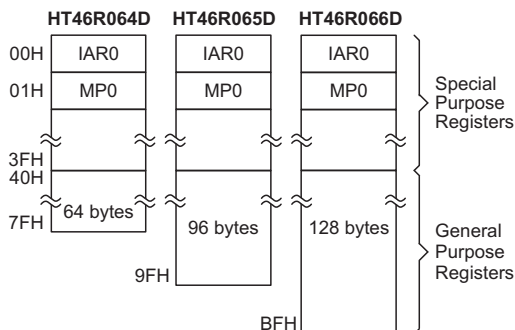 HT46R064D HT46R065D HT46R066D
00H IAR0 IAR0 IAR0
01H MP0 MP0 MP0
Special
Purpose
Registers
3FH
40H
64 bytes 96 bytes 128 bytes
7FH
General
Purpose
Registers
9FH
BFH